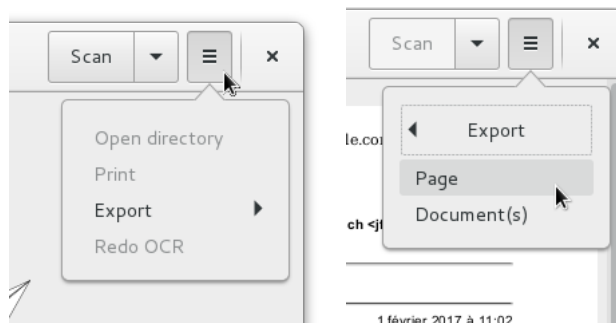 Scan
Open directory
Print
Export
Redo OCR
Scan
le.co
Export
Page
Document(s)
ch <jf
1 février 2017 à 11:02